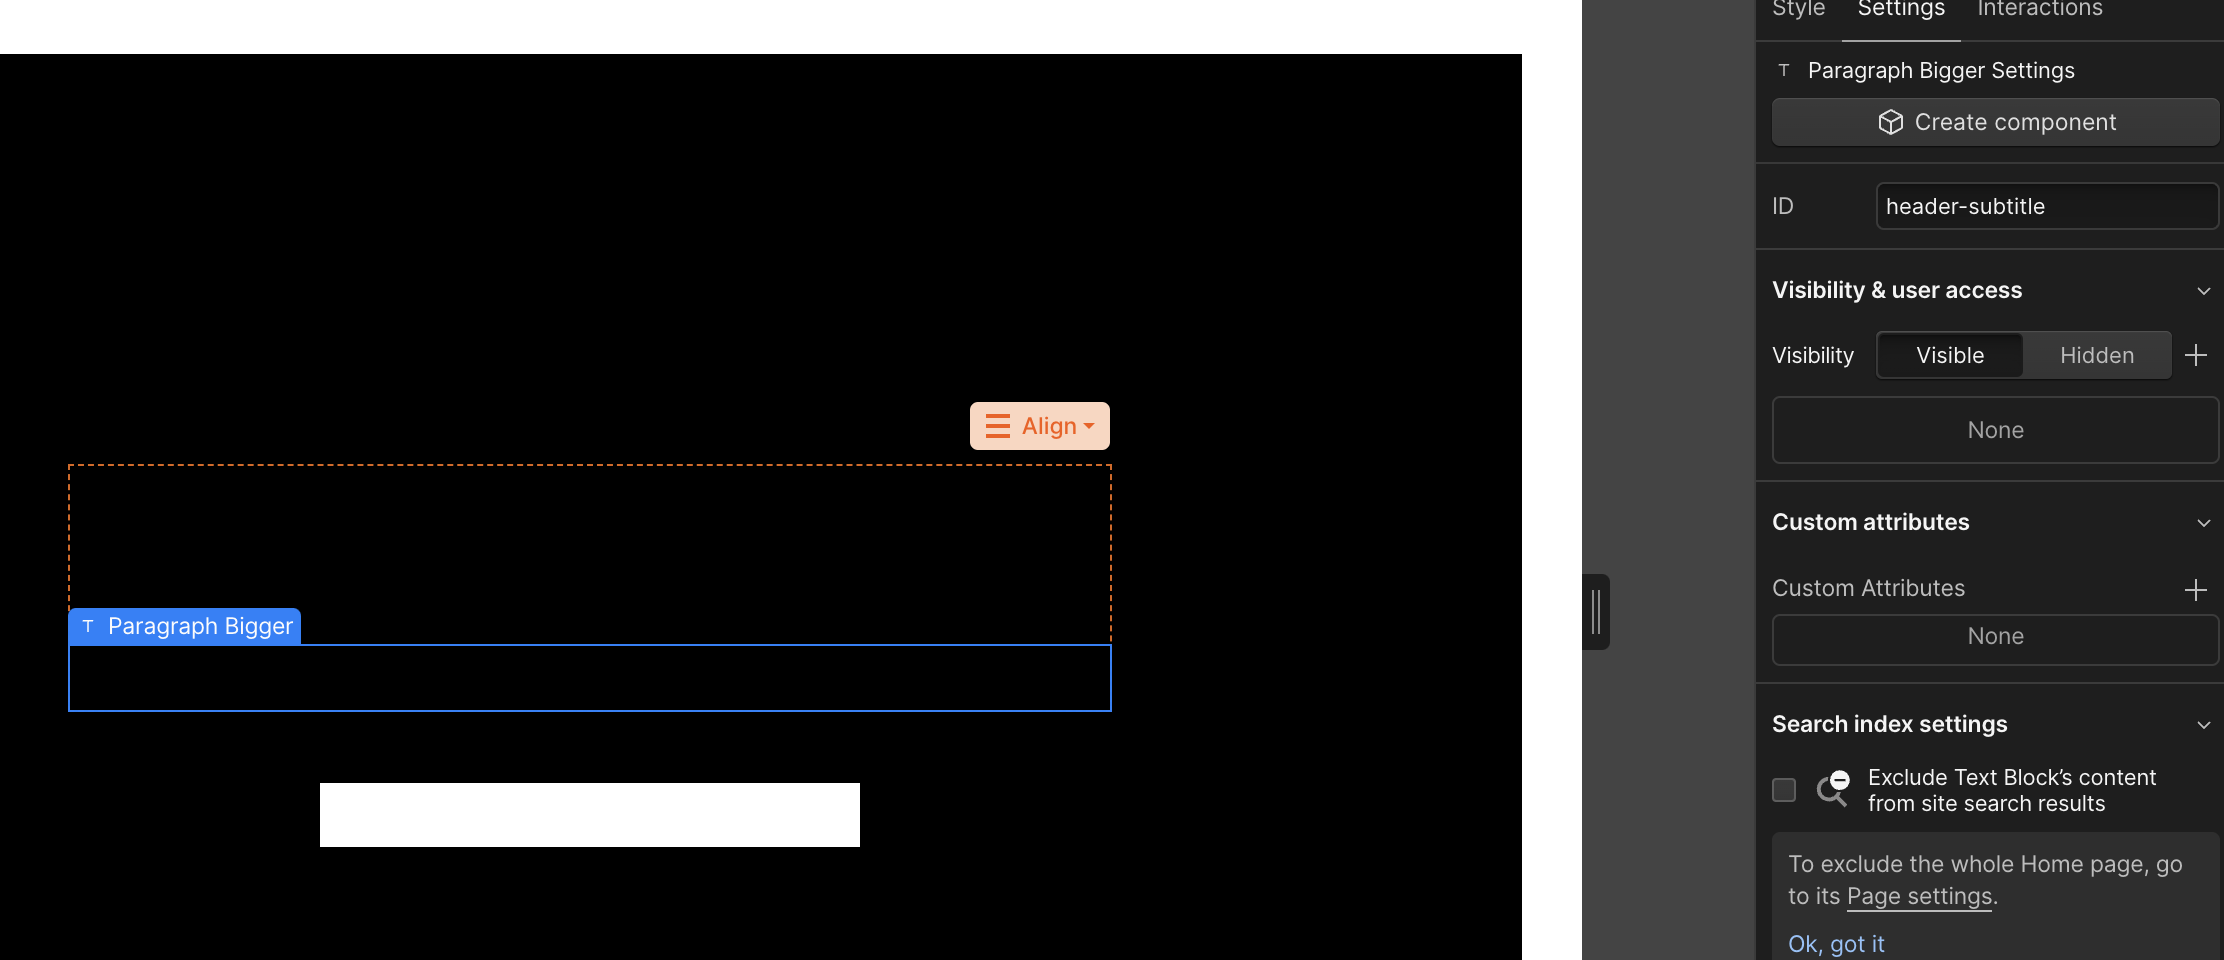 Style Settings Interactions
T Paragraph Bigger Settings
Create component
ID header-subtitle
Visibility & user access
Visibility Visible Hidden
None
Custom attributes
Custom Attributes
None
Search index settings
Exclude Text Block’s content
from site search results
To exclude the whole Home page, go
to its Page settings.
Ok, got it
Align
T Paragraph Bigger